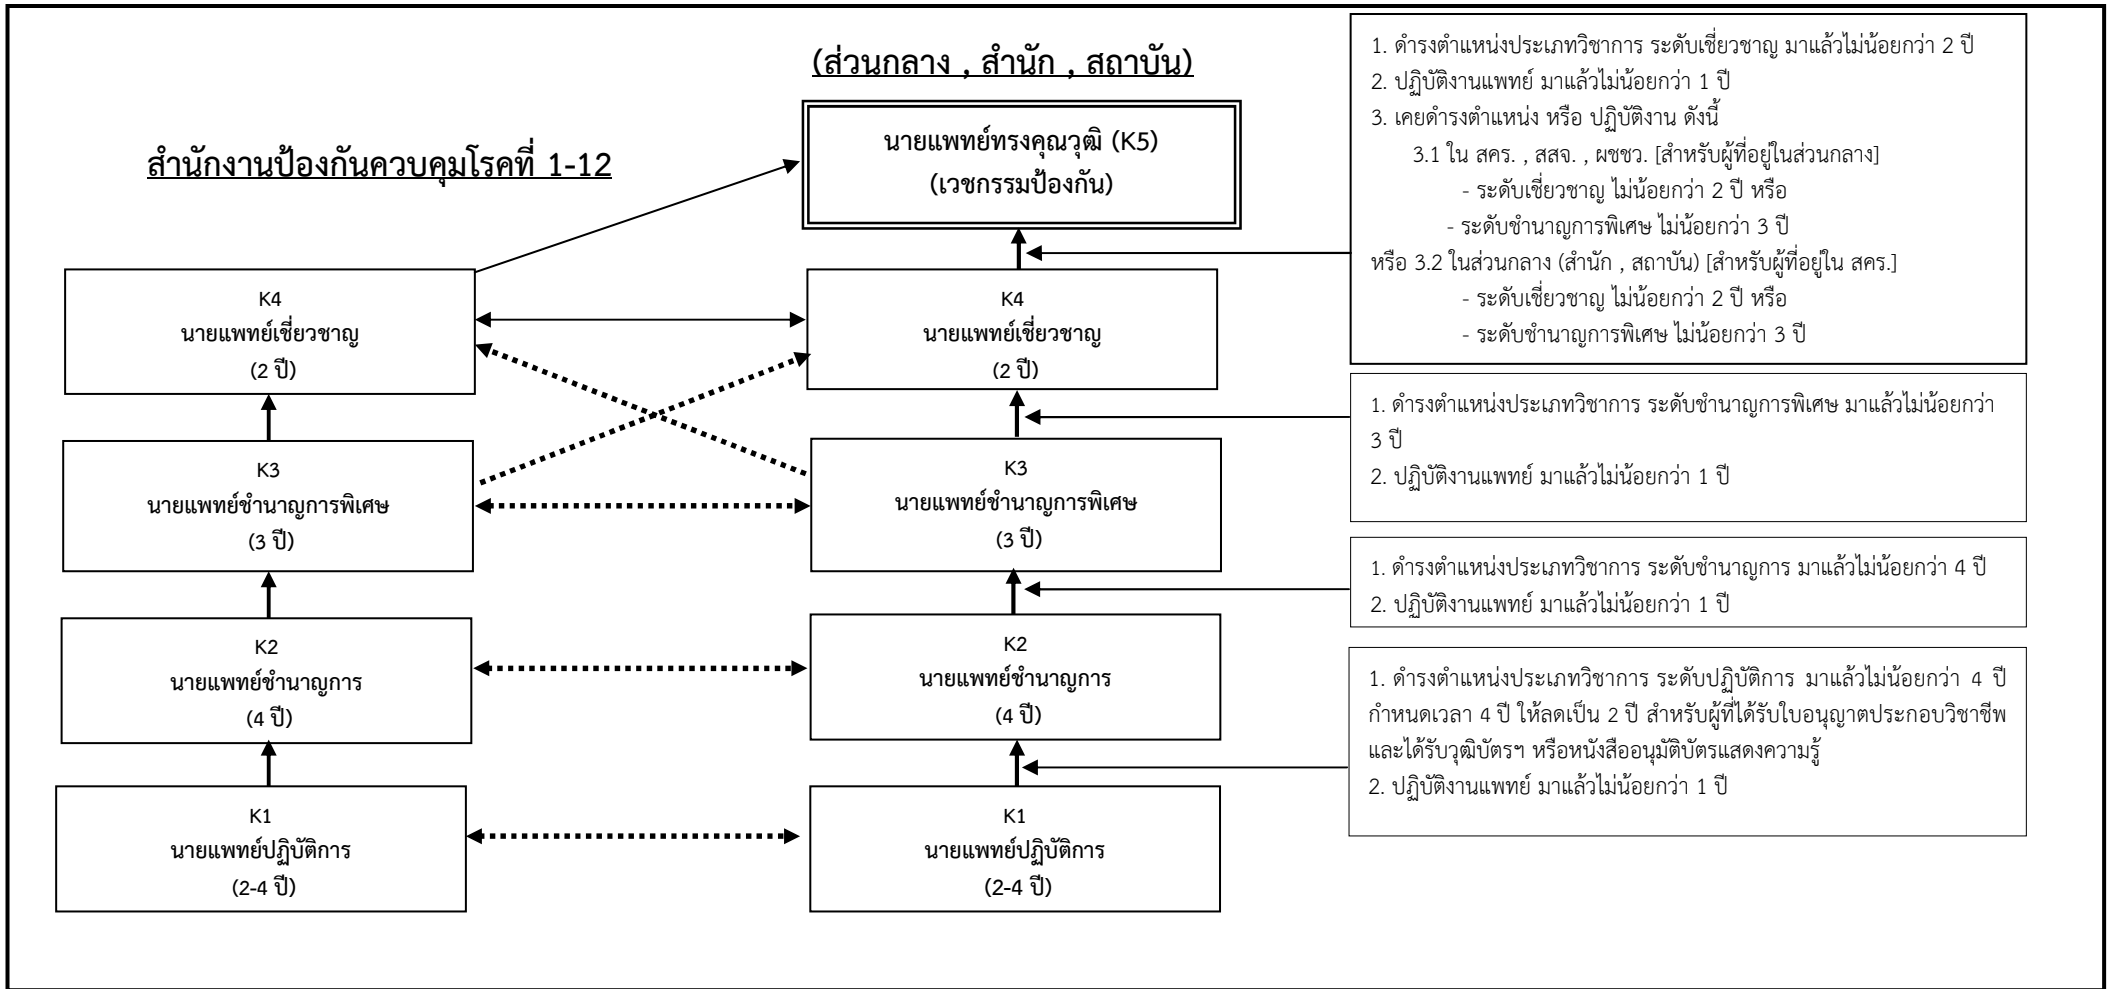 (ส่วนกลาง , สำนัก , สถาบัน)
สำนักงานป้องกันควบคุมโรคที่ 1-12
นายแพทย์ทรงคุณวุฒิ (K5)
(เวชกรรมป้องกัน)
K4
นายแพทย์เชี่ยวชาญ
(2 ปี)
K4
นายแพทย์เชี่ยวชาญ
(2 ปี)
K3
นายแพทย์ชำนาญการพิเศษ
(3 ปี)
K3
นายแพทย์ชำนาญการพิเศษ
(3 ปี)
K2
นายแพทย์ชำนาญการ
(4 ปี)
K2
นายแพทย์ชำนาญการ
(4 ปี)
K1
นายแพทย์ปฏิบัติการ
(2-4 ปี)
K1
นายแพทย์ปฏิบัติการ
(2-4 ปี)
1. ดำรงตำแหน่งประเภทวิชาการ ระดับเชี่ยวชาญ มาแล้วไม่น้อยกว่า 2 ปี
2. ปฏิบัติงานแพทย์ มาแล้วไม่น้อยกว่า 1 ปี
3. เคยดำรงตำแหน่ง หรือ ปฏิบัติงาน ดังนี้
3.1 ใน สคร. , สสจ. , ผชชว. [สำหรับผู้ที่อยู่ในส่วนกลาง]
- ระดับเชี่ยวชาญ ไม่น้อยกว่า 2 ปี หรือ
- ระดับชำนาญการพิเศษ ไม่น้อยกว่า 3 ปี
หรือ 3.2 ในส่วนกลาง (สำนัก , สถาบัน) [สำหรับผู้ที่อยู่ใน สคร.]
- ระดับเชี่ยวชาญ ไม่น้อยกว่า 2 ปี หรือ
- ระดับชำนาญการพิเศษ ไม่น้อยกว่า 3 ปี
1. ดำรงตำแหน่งประเภทวิชาการ ระดับชำนาญการพิเศษ มาแล้วไม่น้อยกว่า
3 ปี
2. ปฏิบัติงานแพทย์ มาแล้วไม่น้อยกว่า 1 ปี
1. ดำรงตำแหน่งประเภทวิชาการ ระดับชำนาญการ มาแล้วไม่น้อยกว่า 4 ปี
2. ปฏิบัติงานแพทย์ มาแล้วไม่น้อยกว่า 1 ปี
1. ดำรงตำแหน่งประเภทวิชาการ ระดับปฏิบัติการ มาแล้วไม่น้อยกว่า 4 ปี
กำหนดเวลา 4 ปี ให้ลดเป็น 2 ปี สำหรับผู้ที่ได้รับใบอนุญาตประกอบวิชาชีพ
และได้รับวุฒิบัตรฯ หรือหนังสืออนุมัติบัตรแสดงความรู้
2. ปฏิบัติงานแพทย์ มาแล้วไม่น้อยกว่า 1 ปี